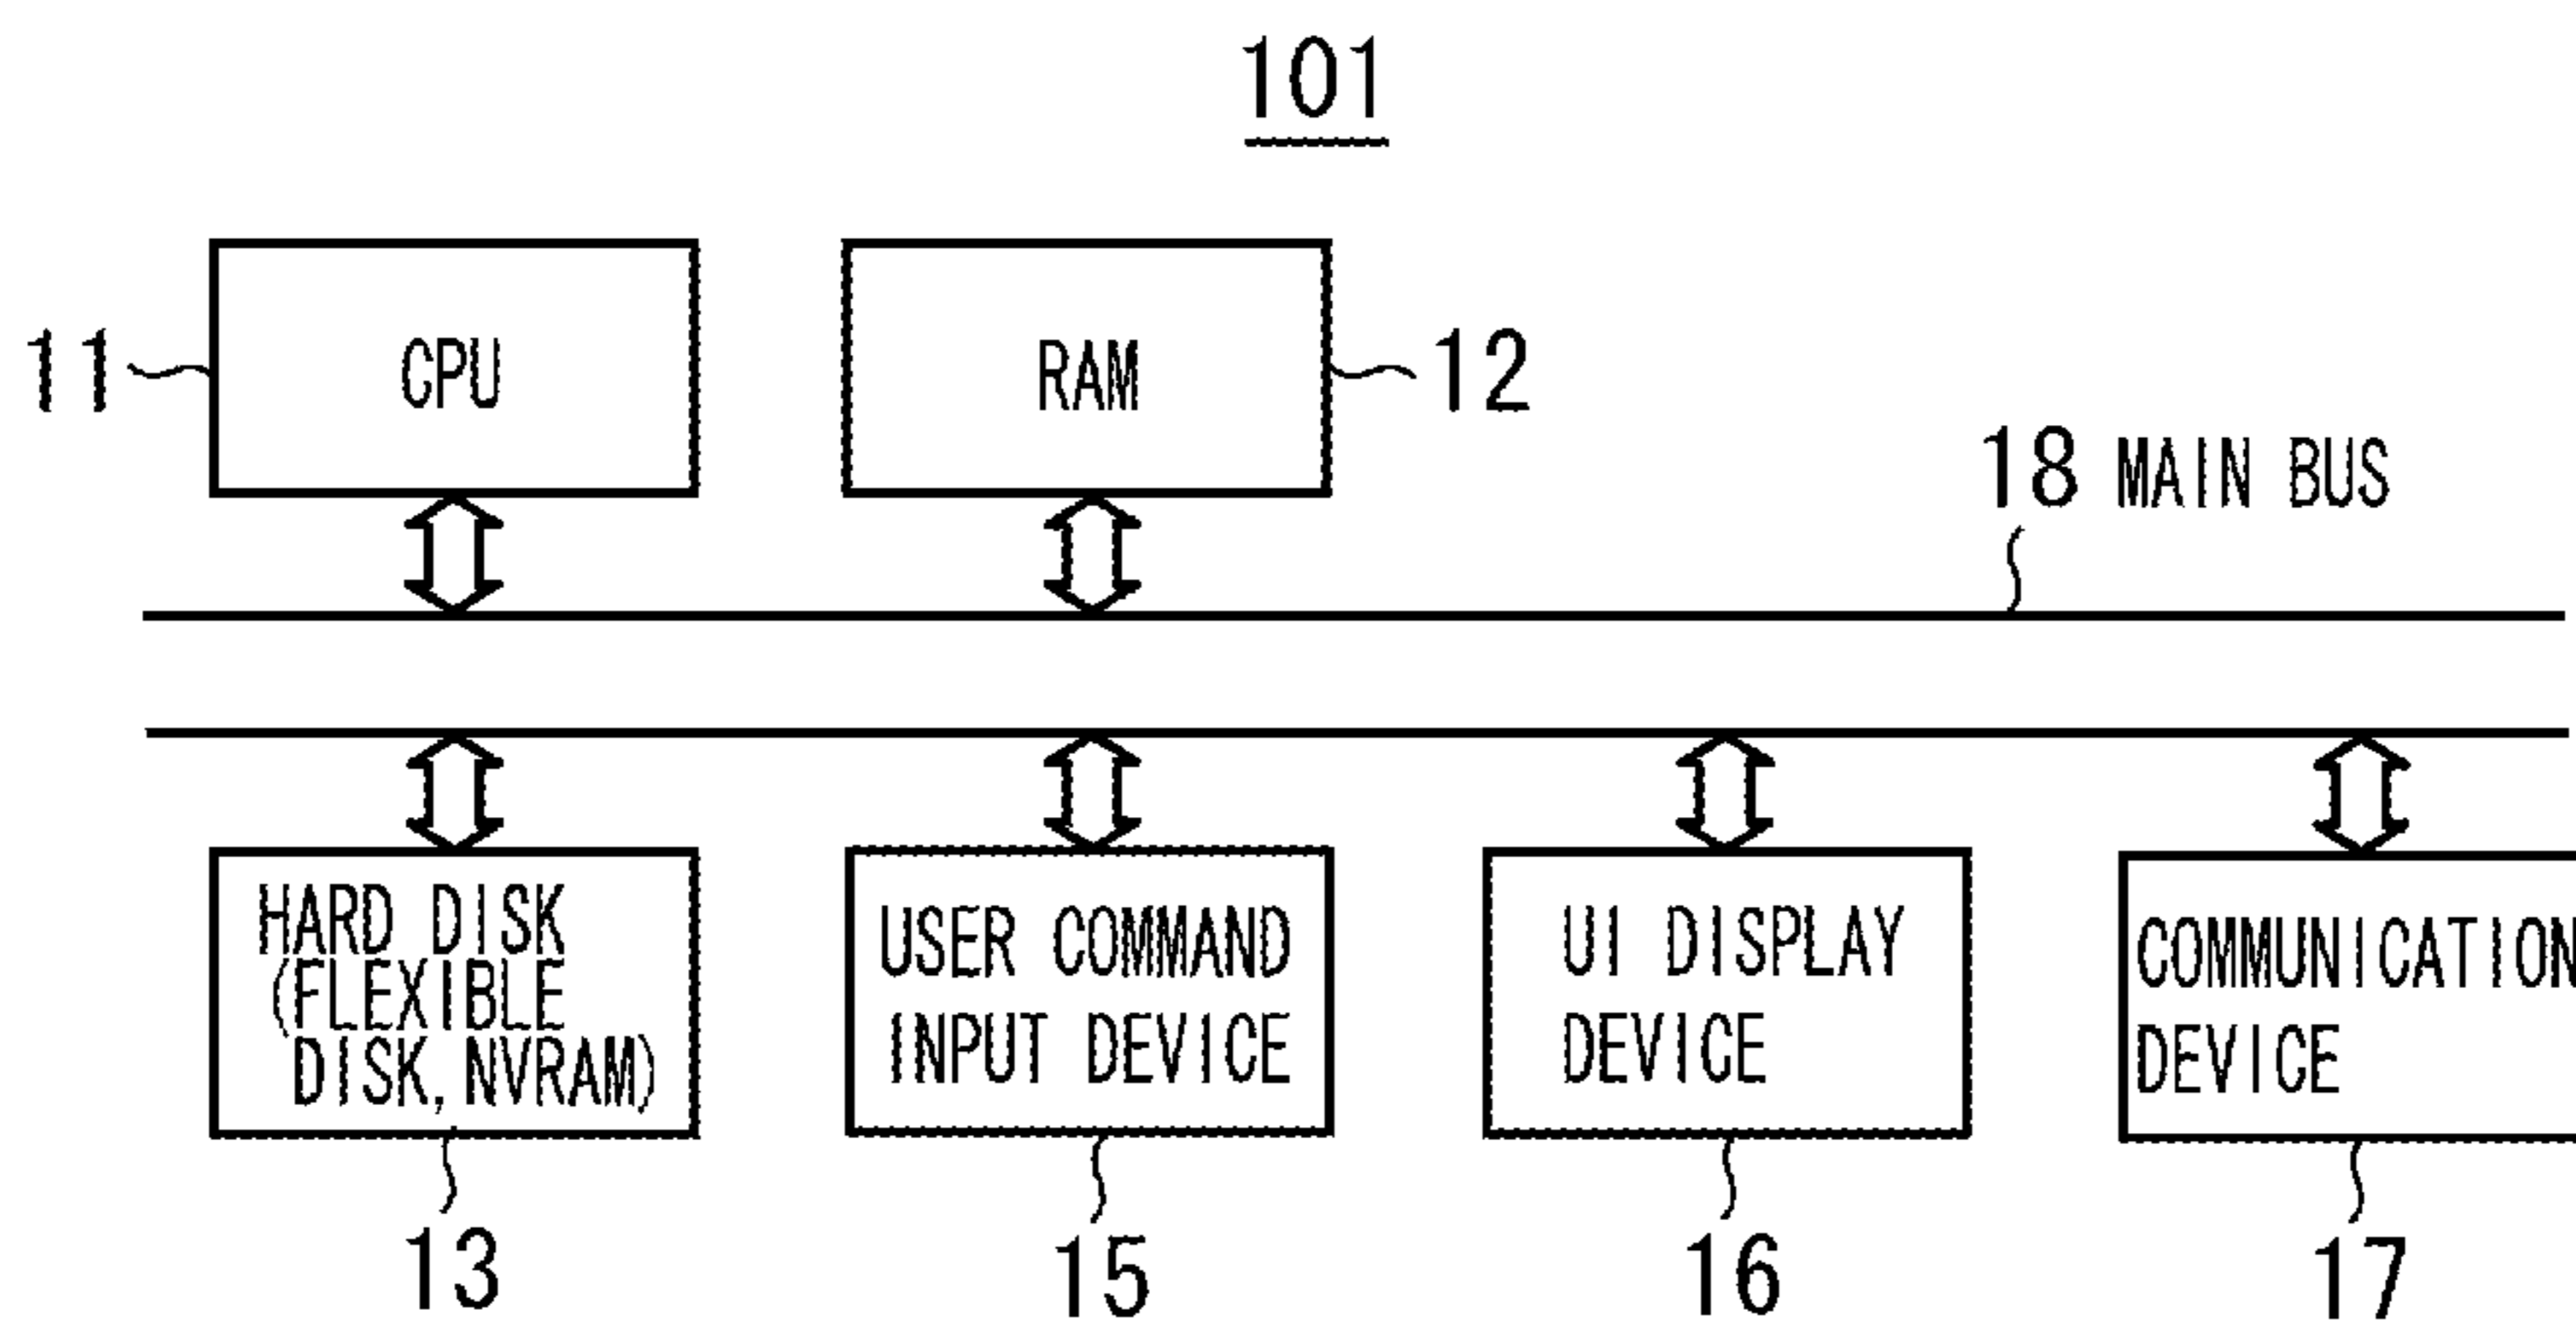 101
11
CPU
RAM
12
18 MAIN BUS
HARD DISK
(FLEXIBLE
DISK, NVRAM)
USER COMMAND
INPUT DEVICE
UI DISPLAY
DEVICE
COMMUNICATION
DEVICE
13
15
16
17